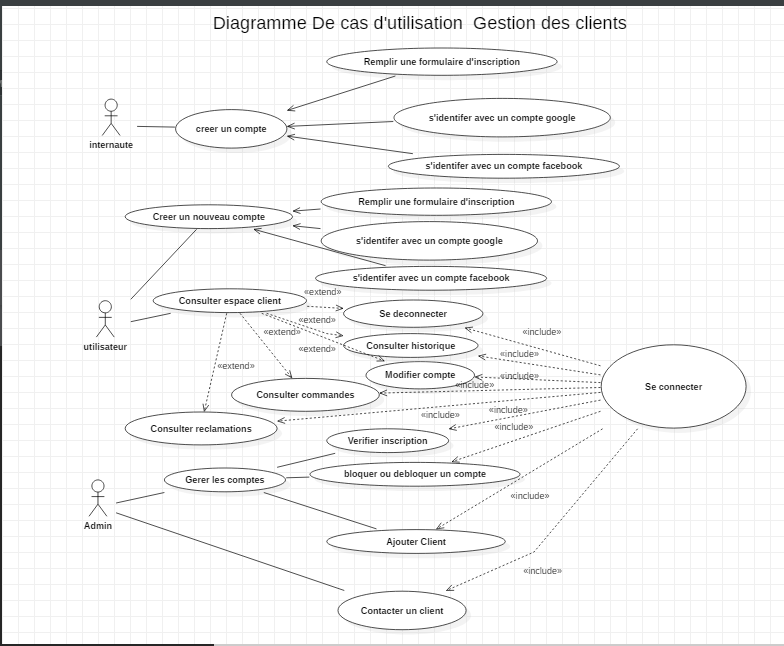 Diagramme De cas d'utilisation  Gestion des clients
Remplir une formulaire d'inscription
s'identifer avec un compte google
creer un compte
internaute
s'identifer avec un compte facebook
Remplir une formulaire d'inscription
Creer un nouveau compte
s'identifer avec un compte google
s'identifer avec un compte facebook
«extend»
Consulter espace client
Se deconnecter
«extend»
«extend»
«include»
utilisateur
Consulter historique
«extend»
«include»
«extend»
Modifier compte
«include»
«include»
Se connecter
Consulter commandes
«include»
«include»
Consulter reclamations
«include»
Verifier inscription
Gerer les comptes
bloquer ou debloquer un compte
«include»
Admin
Ajouter Client
«include»
Contacter un client